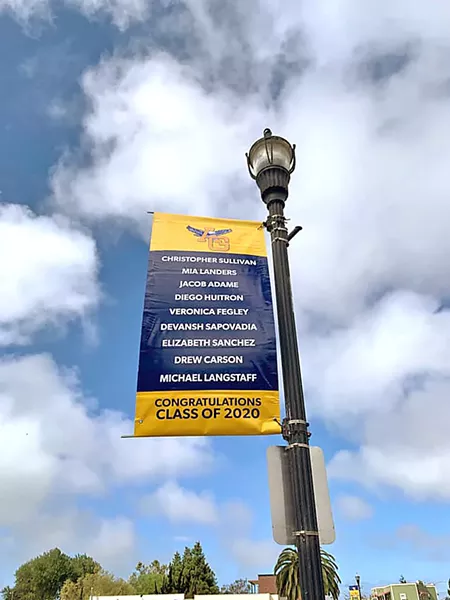 CHRISTOPHER SULLIVAN
MIA LANDERS
JACOB ADAME
DIEGO HUITRON
VERONICA FEGLEY
DEVANSH SAPOVADIA
ELIZABETH SANCHEZ
DREW CARSON
MICHAEL LANGSTAFF
CONGRATULATIONS
CLASS OF 2020